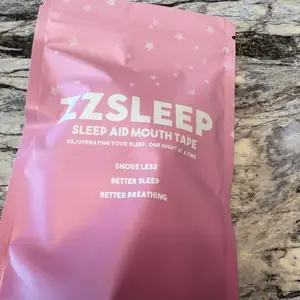 ZZSLEEP
SLEEP AID MOUTH TAPE
REJUVENATING YOUR SLEEP, ONE NIGHT AT A TIME
SNORE LESS
BETTER SLEEP
BETTER BREATHING